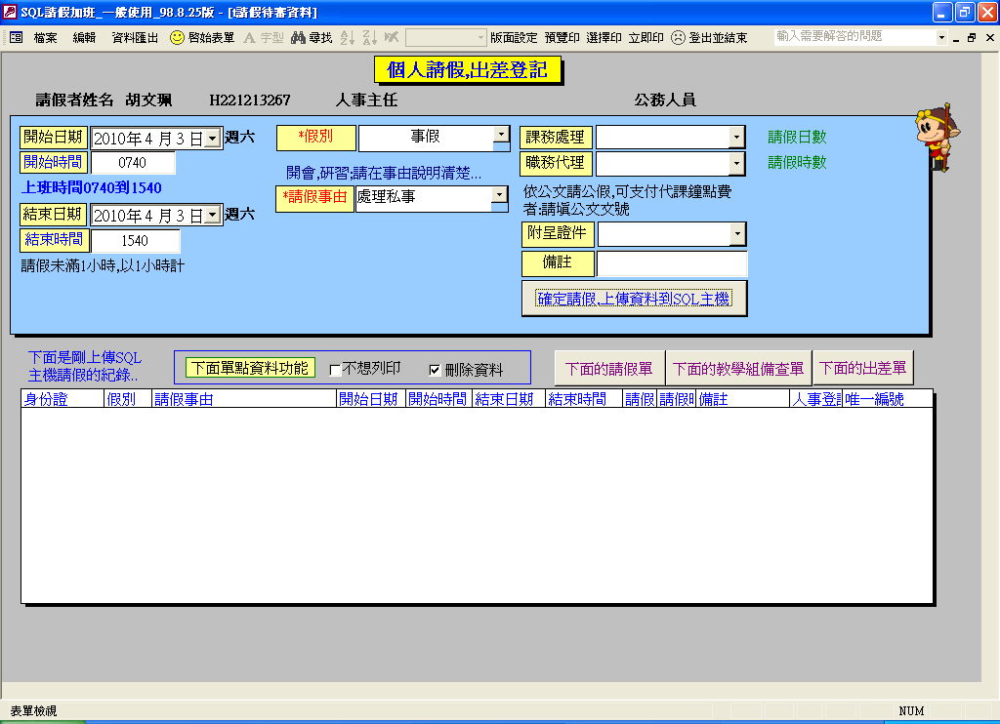 SQL請假加班_一般使用_98.8.25版 - [t請假待審資料]
檔案 編輯 資料匯出 啓始表單 A 字型 尋找 版面設定 預覽印 選擇印 立即印 登出並結束 輸入需要解答的問題
個人請假,出差登記
請假者姓名 胡文珮 H221213267 人事主任 公務人員
開始日期 2010年 4 月 3 日 週六
開始時間 0740
上班時間0740到1540
結束日期 2010年 4 月 3 日 週六
結束時間 1540
請假未滿1小時,以1小時計
*假別 事假
開會,研習;請在事由說明清楚...
*請假事由 處理私事
課務處理
職務代理
依公文請公假,可支付代課鐘點費
者:請填公文文號
附呈證件
備註
確定請假,上傳資料到SQL主機
請假日數
請假時數
下面是剛上傳SQL
主機請假的紀錄..
下面單點資料功能 不想列印 刪除資料
下面的請假單 下面的教學組備查單 下面的出差單
身份證 假別 請假事由 開始日期 開始時間 結束日期 結束時間 請假 請假 備註 人事登 唯一編號
表單檢視 NUM